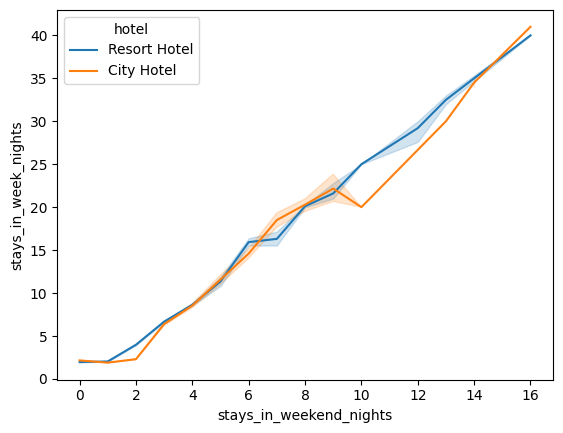 hotel
Resort Hotel
City Hotel
40
35
30
25
20
15
10
5
0
stays_in_week_nights
0 2 4 6 8 10 12 14 16
stays_in_weekend_nights